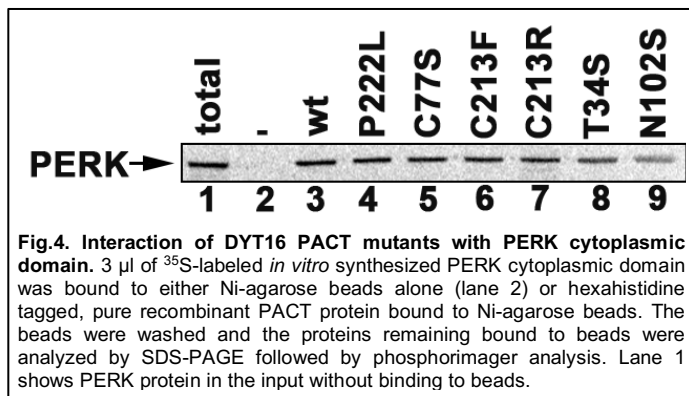 total
-
wt
P222L
C77S
C213F
C213R
T34S
N102S
PERK
1 2 3 4 5 6 7 8 9
Fig.4. Interaction of DYT16 PACT mutants with PERK cytoplasmic
domain. 3 µl of ³⁵S-labeled in vitro synthesized PERK cytoplasmic domain
was bound to either Ni-agarose beads alone (lane 2) or hexahistidine
tagged, pure recombinant PACT protein bound to Ni-agarose beads. The
beads were washed and the proteins remaining bound to beads were
analyzed by SDS-PAGE followed by phosphorimager analysis. Lane 1
shows PERK protein in the input without binding to beads.